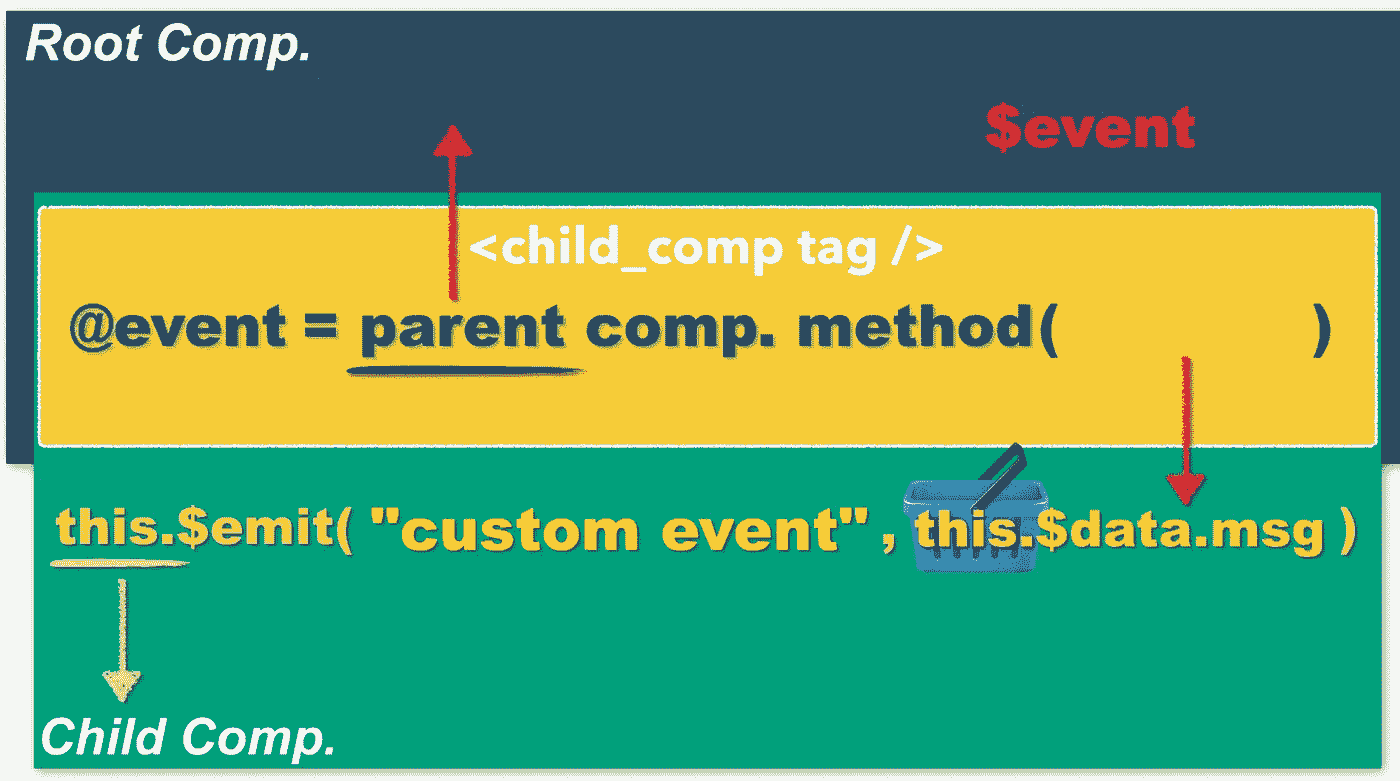 Root Comp.
$event
<child_comp tag />
@event = parent comp. method( )
this.$emit( "custom event" , this.$data.msg )
Child Comp.